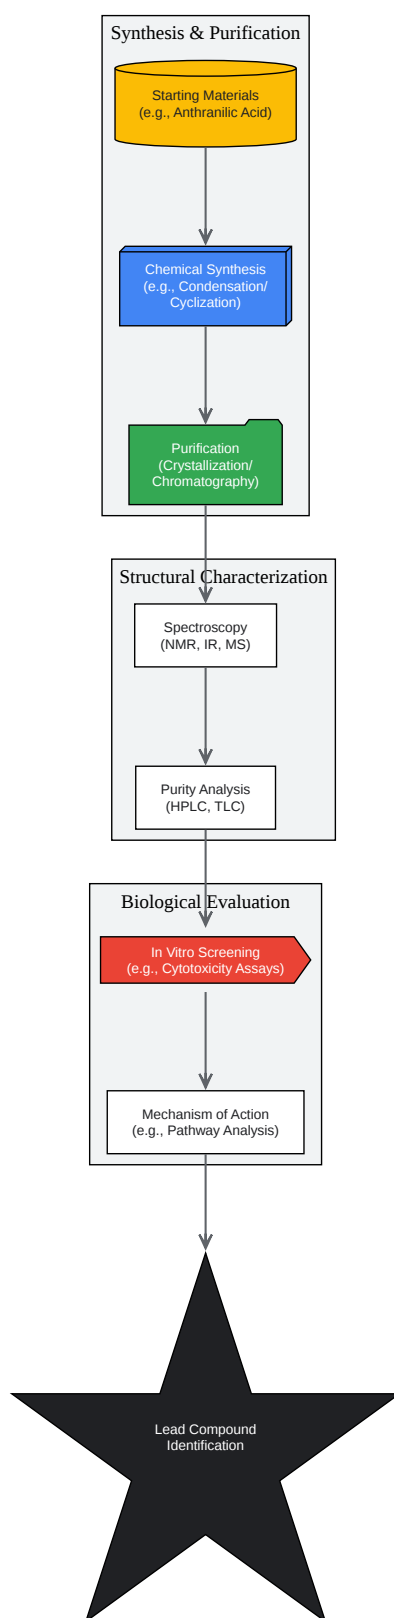 Synthesis & Purification
Starting Materials
(e.g., Anthranilic Acid)
Chemical Synthesis
(e.g., Condensation/
Cyclization)
Purification
(Crystallization/
Chromatography)
Structural Characterization
Spectroscopy
(NMR, IR, MS)
Purity Analysis
(HPLC, TLC)
Biological Evaluation
In Vitro Screening
(e.g., Cytotoxicity Assays)
Mechanism of Action
(e.g., Pathway Analysis)
Lead Compound
Identification